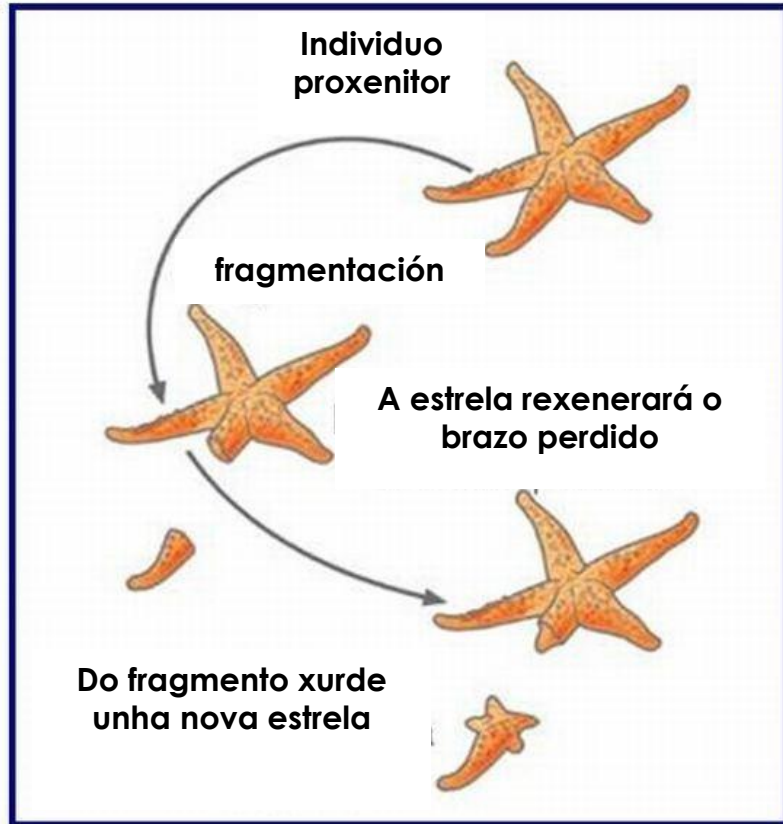 Individuo
proxenitor
fragmentación
A estrela rexenerará o
brazo perdido
Do fragmento xurde
unha nova estrela